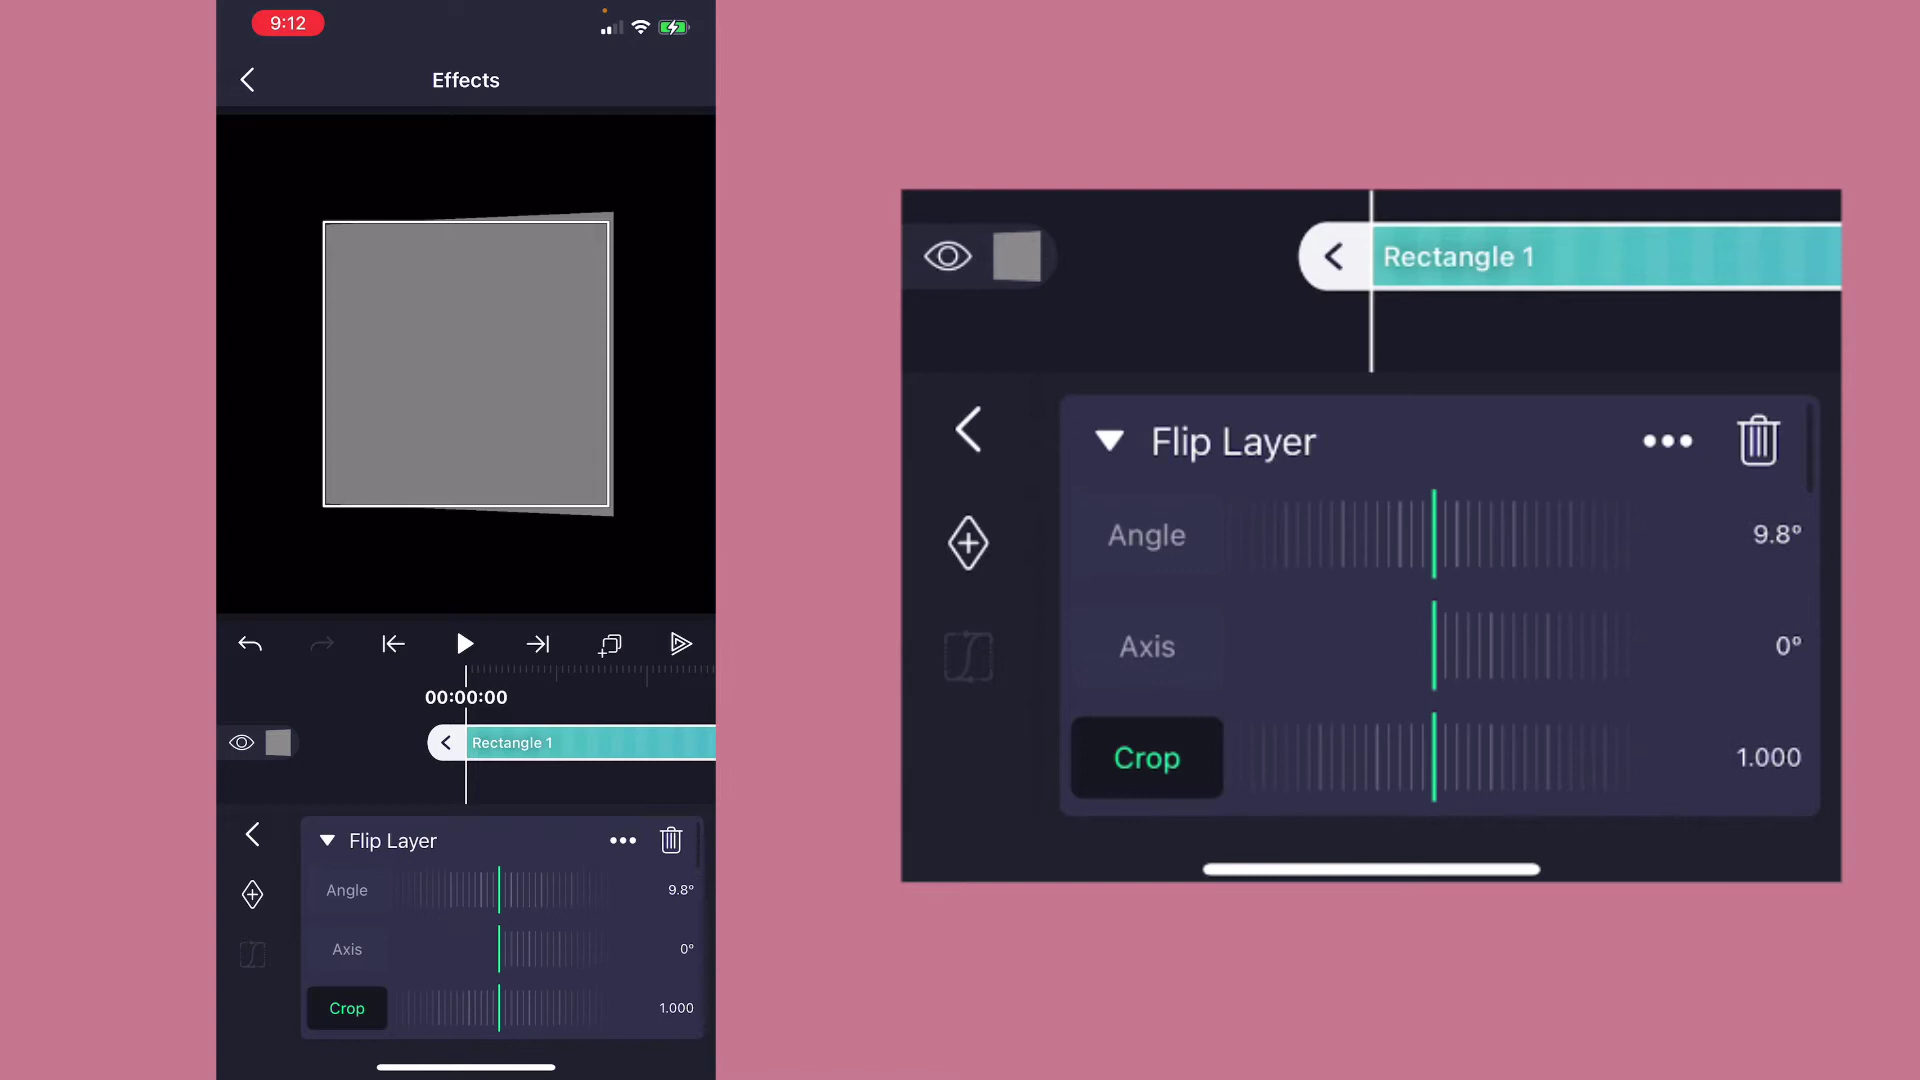 9:12
Effects
00:00:00
Rectangle 1
Flip Layer
Angle 9.8°
Axis 0°
Crop 1.000
Rectangle 1
Flip Layer
Angle 9.8°
Axis 0°
Crop 1.000